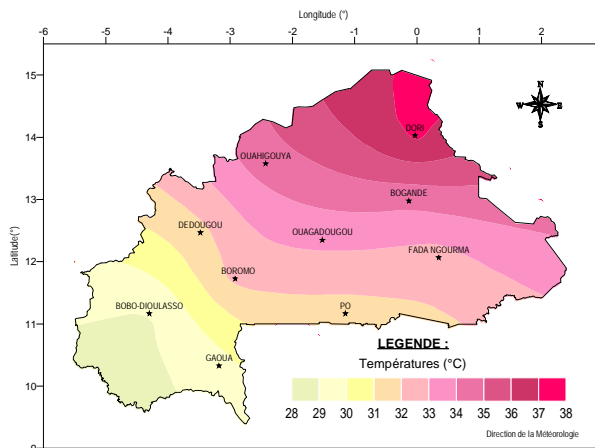 Longitude (°)
-6 -5 -4 -3 -2 -1 0 1 2
15
14
13
12
11
10
9
Latitude(°)
N
W E
S
DORI
OUAHIGOUYA
BOGANDE
DEDOUGOU
OUAGADOUGOU
FADA NGOURMA
BOROMO
BOBO-DIOULASSO
PO
GAOUA
LEGENDE :
Températures (°C)
28 29 30 31 32 33 34 35 36 37 38
Direction de la Météorologie